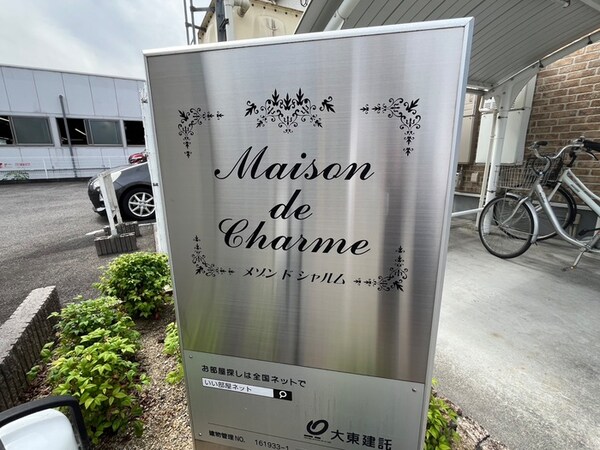 Maison
de
Charme
メゾンドシャルム
お部屋探しは全国ネットで
いい部屋ネット
大東建託
建物管理NO. 161933-1